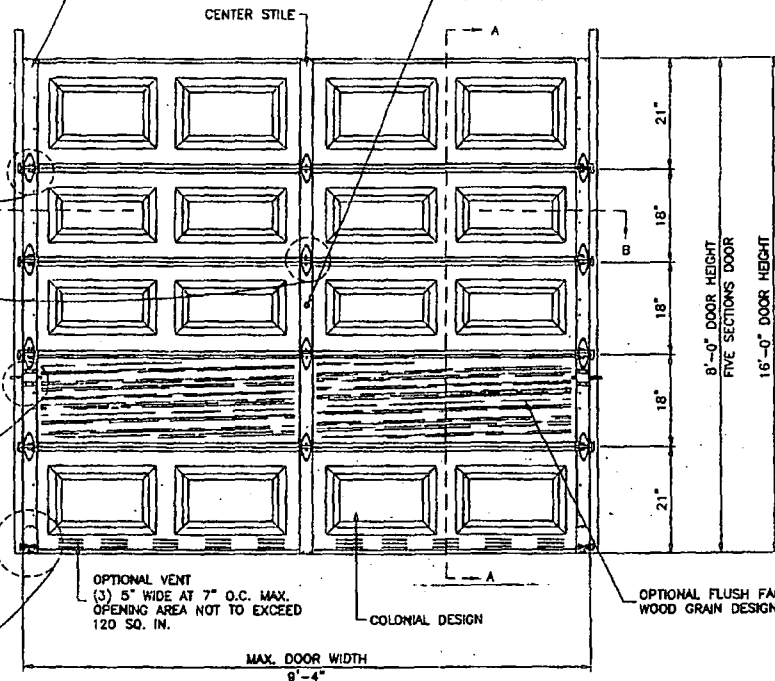 CENTER STILE
A
21"
18"
B
18"
18"
21"
8'-0" DOOR HEIGHT
FIVE SECTIONS DOOR
16'-0" DOOR HEIGHT
A
OPTIONAL VENT
(3) 5" WIDE AT 7" O.C. MAX.
OPENING AREA NOT TO EXCEED
120 SQ. IN.
COLONIAL DESIGN
OPTIONAL FLUSH
WOOD GRAIN DESIGN
MAX. DOOR WIDTH
9'-4"